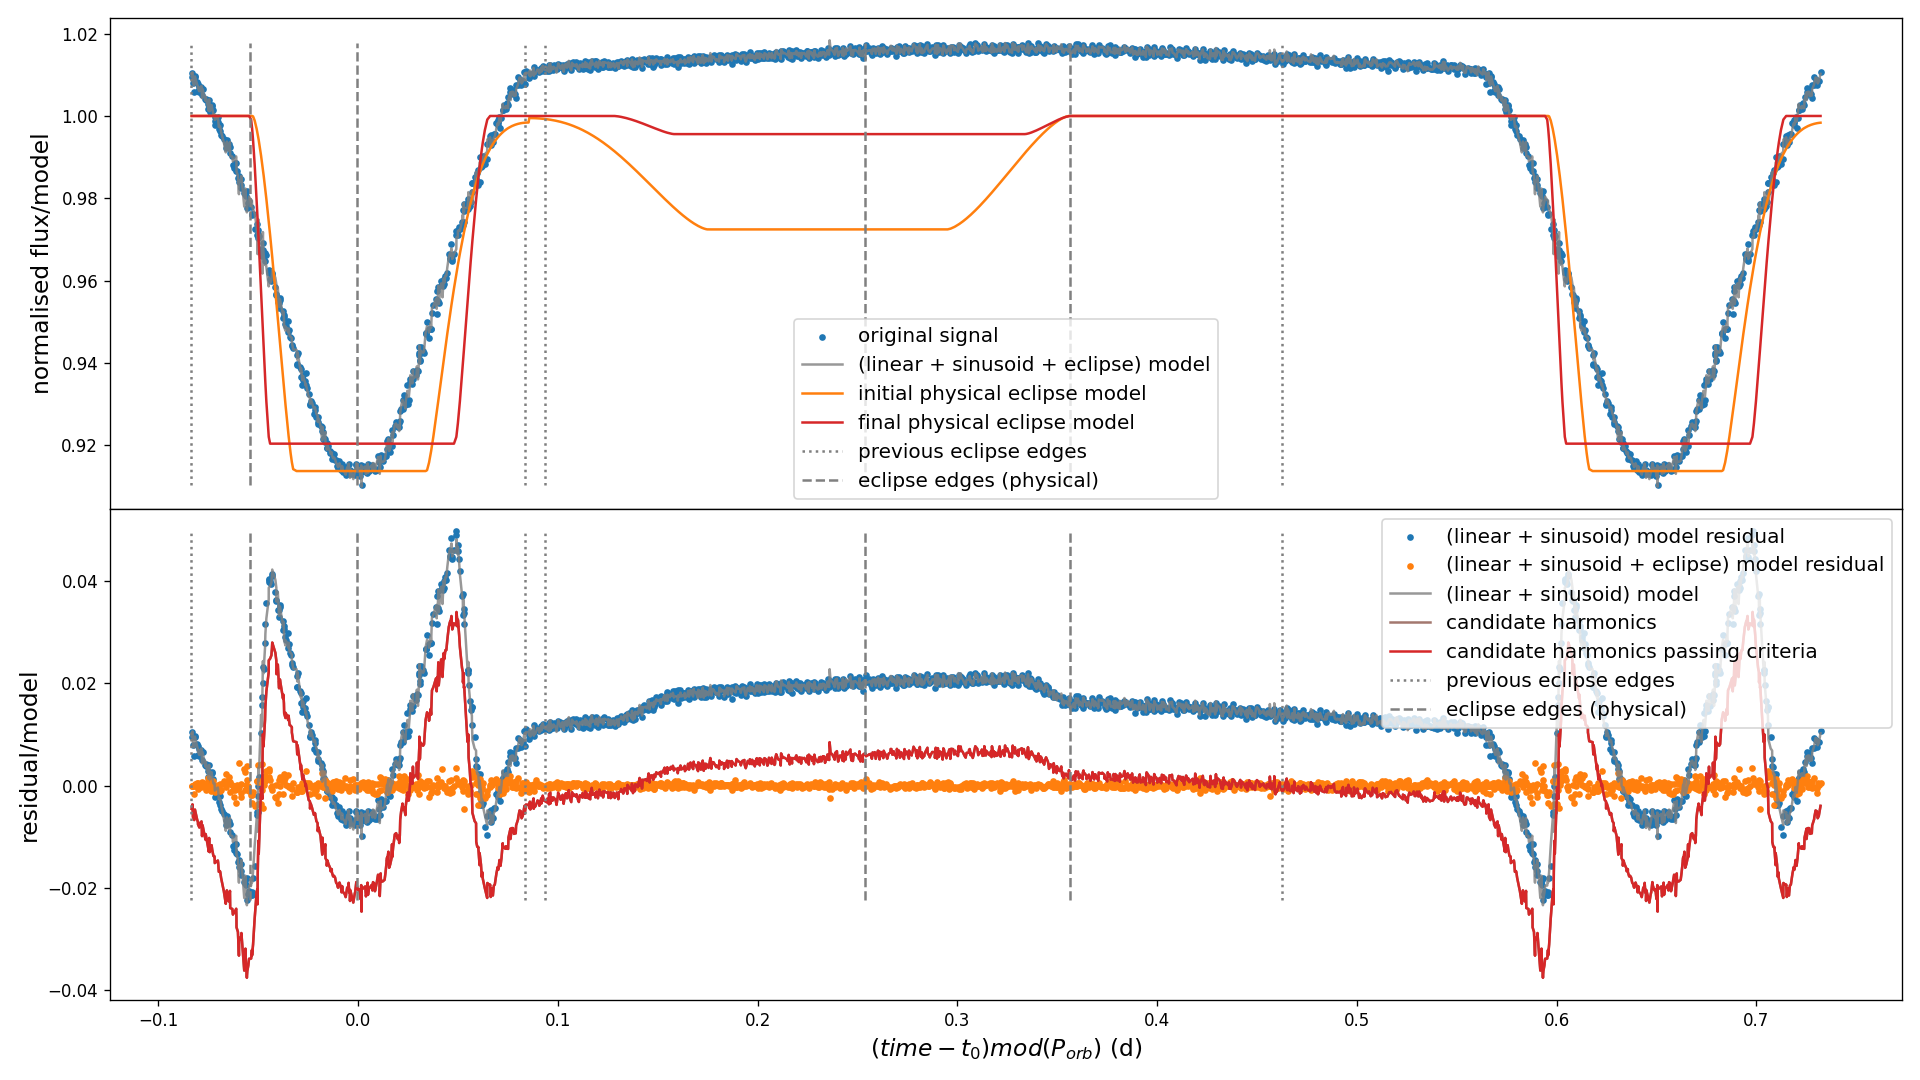 1.02
1.00
0.98
0.96
0.94
0.92
normalised flux/model
original signal
(linear + sinusoid + eclipse) model
initial physical eclipse model
final physical eclipse model
previous eclipse edges
eclipse edges (physical)
0.04
0.02
0.00
−0.02
−0.04
residual/model
(linear + sinusoid) model residual
(linear + sinusoid + eclipse) model residual
(linear + sinusoid) model
candidate harmonics
candidate harmonics passing criteria
previous eclipse edges
eclipse edges (physical)
−0.1 0.0 0.1 0.2 0.3 0.4 0.5 0.6 0.7
(time − t₀)mod(Pₒᵣb) (d)